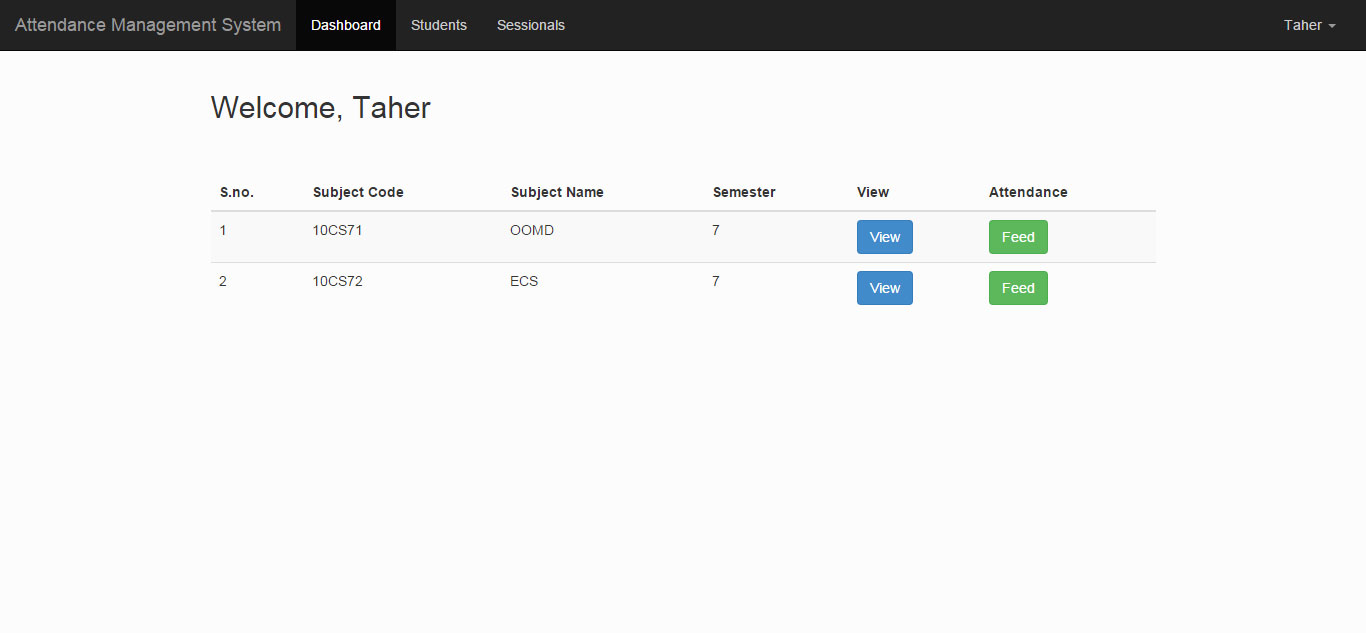 Attendance Management System Dashboard Students Sessionals Taher
Welcome, Taher
S.no. Subject Code Subject Name Semester View Attendance
1 10CS71 OOMD 7 View Feed
2 10CS72 ECS 7 View Feed